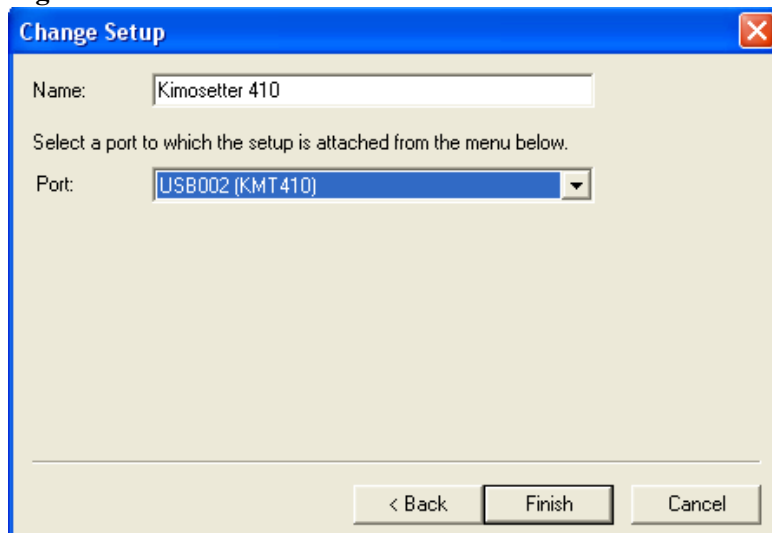 Change Setup
Name: Kimosetter 410
Select a port to which the setup is attached from the menu below.
Port: USB002 (KMT410)
< Back Finish Cancel